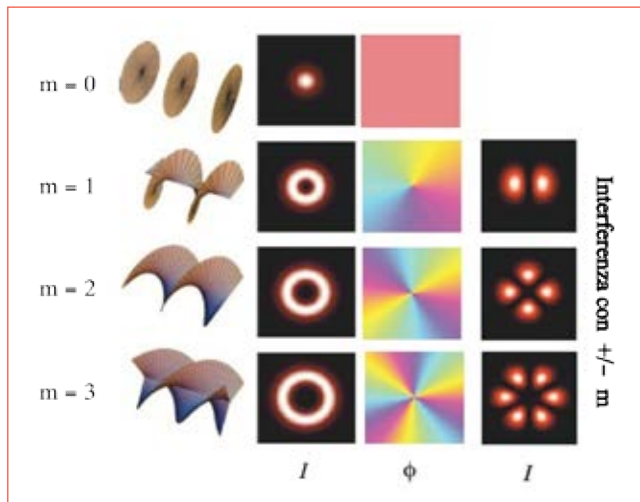 m = 0
m = 1
m = 2
m = 3
Interferenza con +/- m
I
ϕ
I